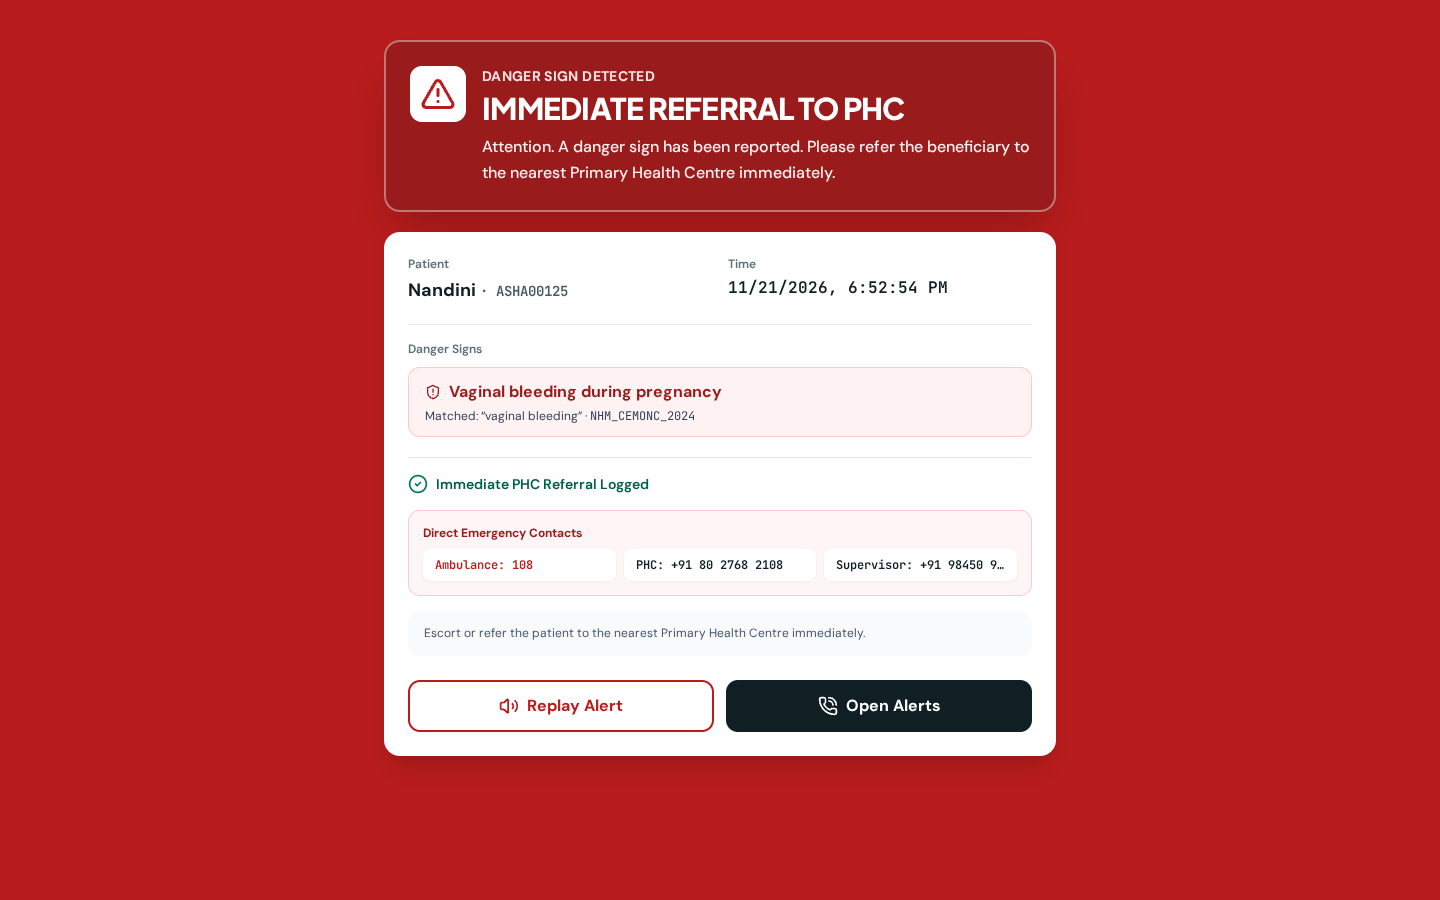 DANGER SIGN DETECTED
IMMEDIATE REFERRAL TO PHC
Attention. A danger sign has been reported. Please refer the beneficiary to
the nearest Primary Health Centre immediately.
Patient
Nandini · ASHA00125
Time
11/21/2026, 6:52:54 PM
Danger Signs
Vaginal bleeding during pregnancy
Matched: “vaginal bleeding” · NHM_CEMONC_2024
Immediate PHC Referral Logged
Direct Emergency Contacts
Ambulance: 108
PHC: +91 80 2768 2108
Supervisor: +91 98450 9…
Escort or refer the patient to the nearest Primary Health Centre immediately.
Replay Alert
Open Alerts